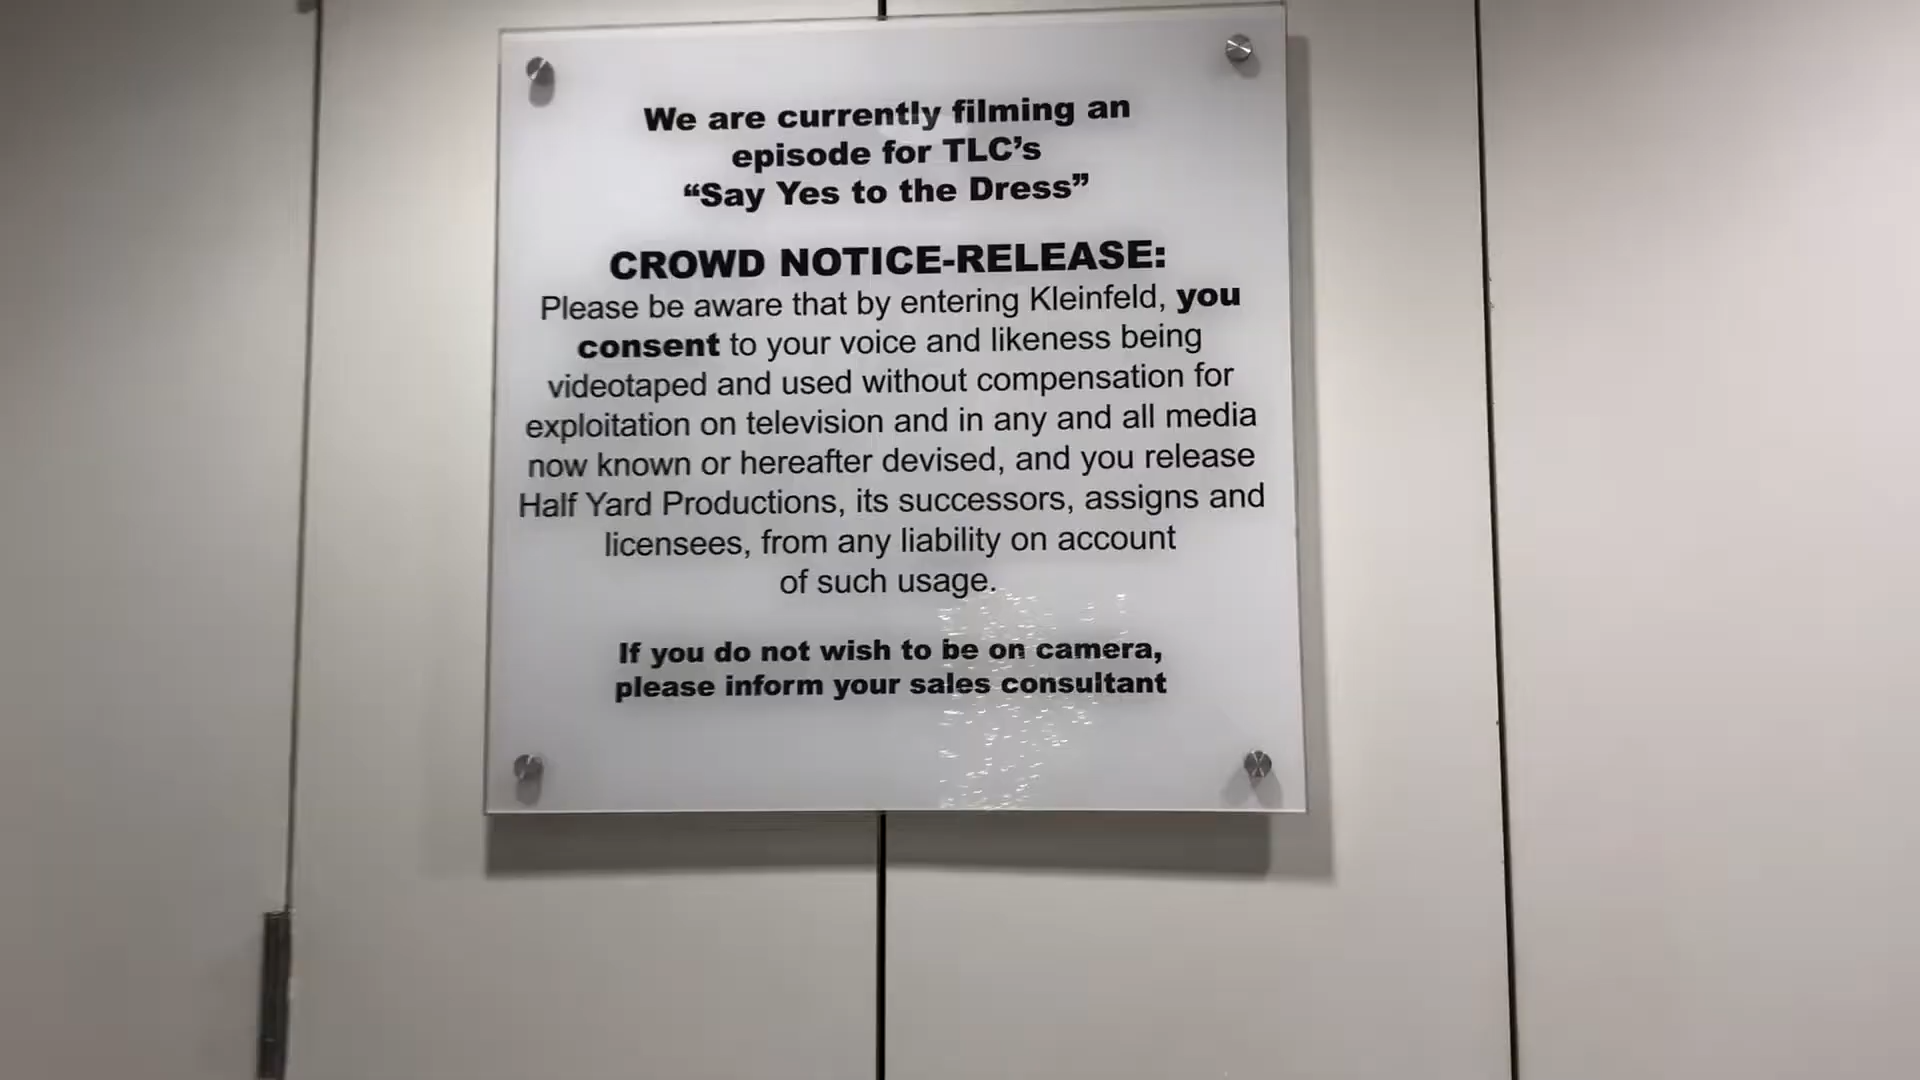 We are currently filming an
episode for TLC’s
“Say Yes to the Dress”
CROWD NOTICE-RELEASE:
Please be aware that by entering Kleinfeld, you
consent to your voice and likeness being
videotaped and used without compensation for
exploitation on television and in any and all media
now known or hereafter devised, and you release
Half Yard Productions, its successors, assigns and
licensees, from any liability on account
of such usage.
If you do not wish to be on camera,
please inform your sales consultant